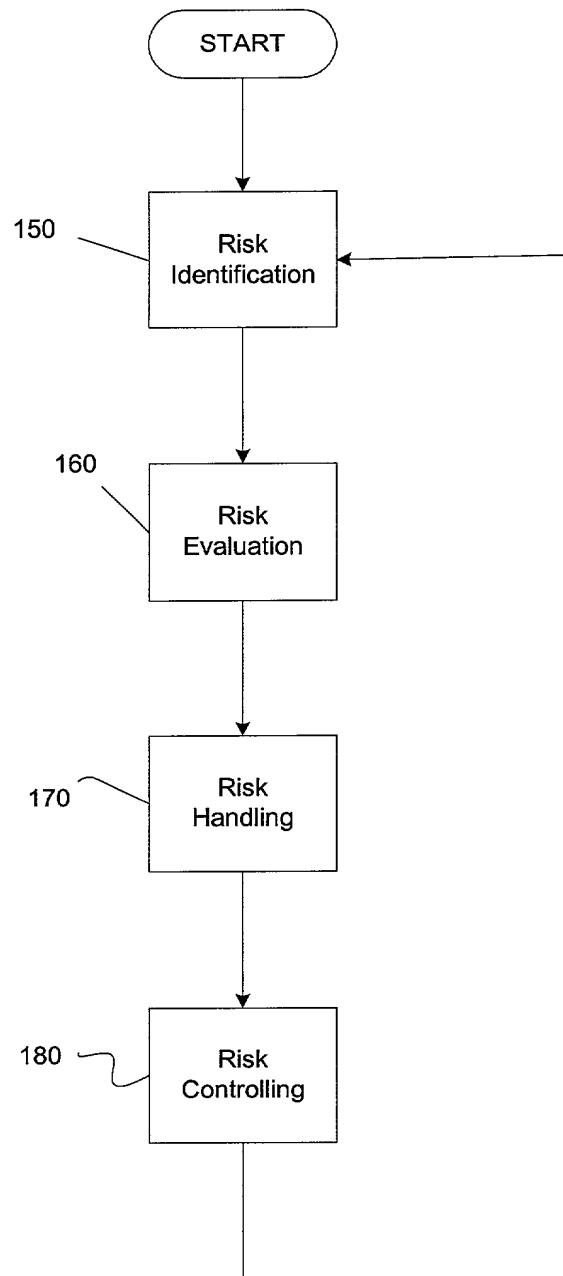 START
150
Risk
Identification
160
Risk
Evaluation
170
Risk
Handling
180
Risk
Controlling